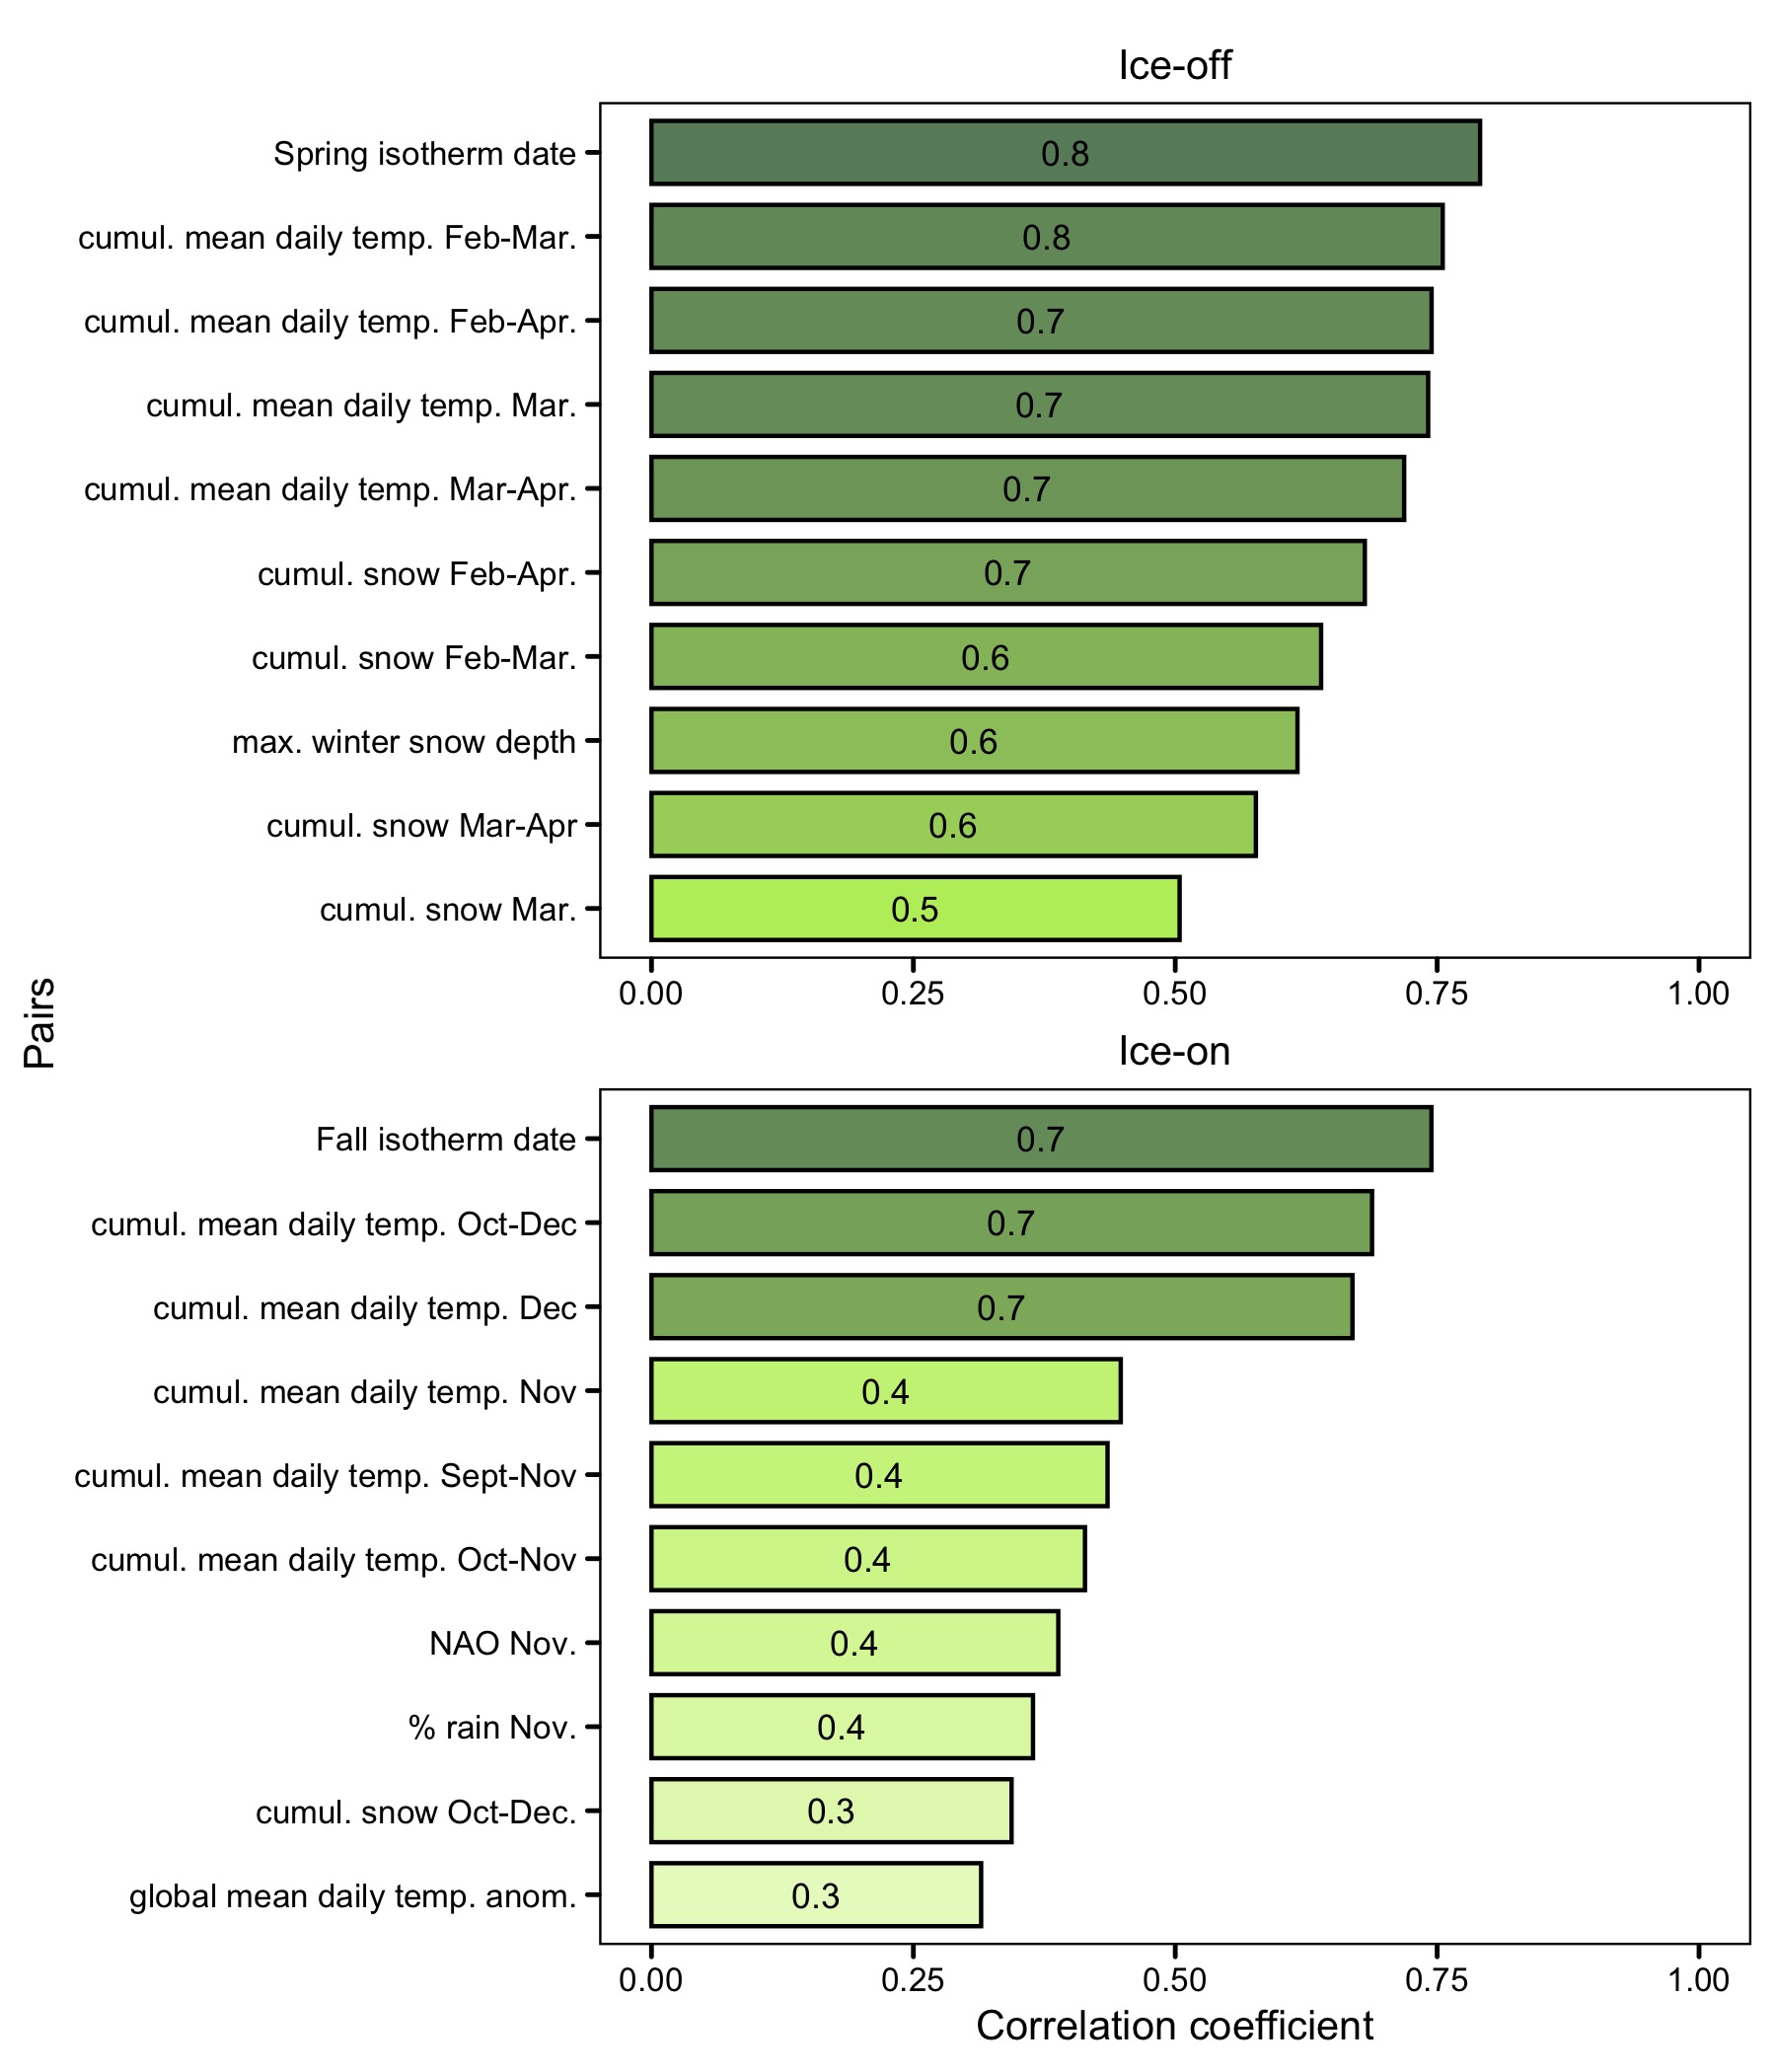 Ice-off
Spring isotherm date
0.8
cumul. mean daily temp. Feb-Mar.
0.8
cumul. mean daily temp. Feb-Apr.
0.7
cumul. mean daily temp. Mar.
0.7
cumul. mean daily temp. Mar-Apr.
0.7
cumul. snow Feb-Apr.
0.7
cumul. snow Feb-Mar.
0.6
max. winter snow depth
0.6
cumul. snow Mar-Apr
0.6
cumul. snow Mar.
0.5
0.00 0.25 0.50 0.75 1.00
Pairs
Ice-on
Fall isotherm date
0.7
cumul. mean daily temp. Oct-Dec
0.7
cumul. mean daily temp. Dec
0.7
cumul. mean daily temp. Nov
0.4
cumul. mean daily temp. Sept-Nov
0.4
cumul. mean daily temp. Oct-Nov
0.4
NAO Nov.
0.4
% rain Nov.
0.4
cumul. snow Oct-Dec.
0.3
global mean daily temp. anom.
0.3
0.00 0.25 0.50 0.75 1.00
Correlation coefficient